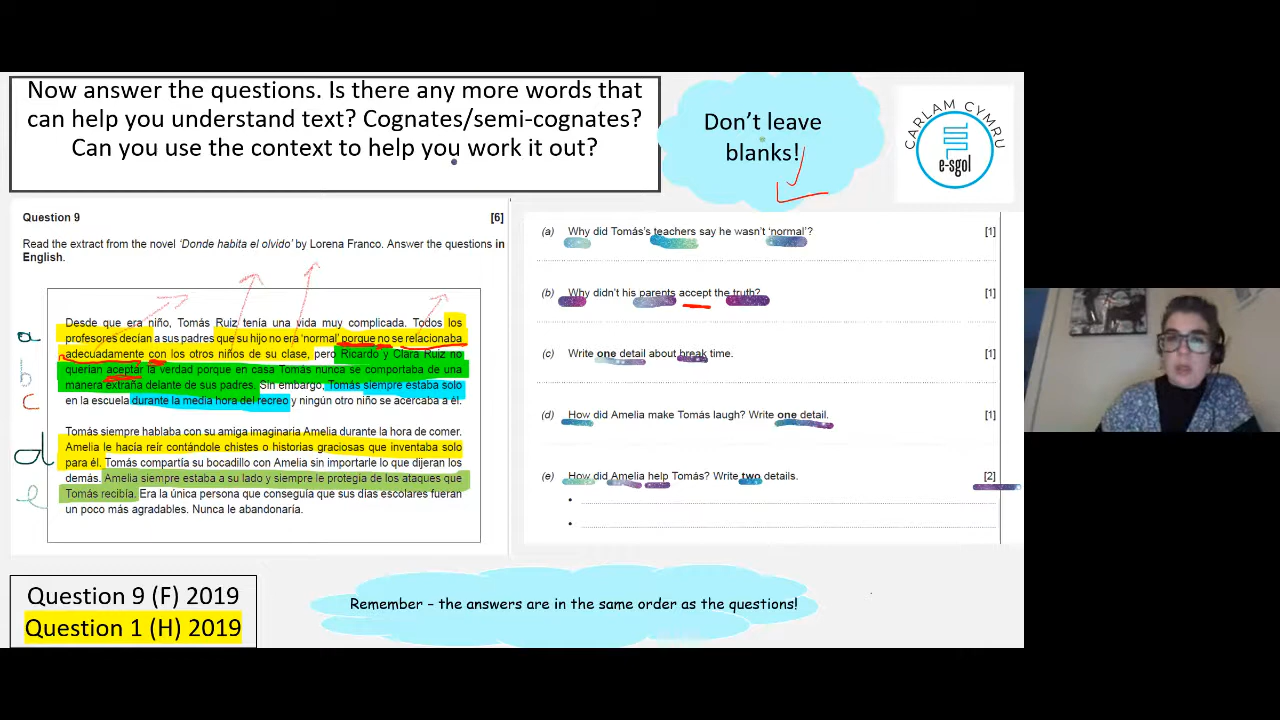 Now answer the questions. Is there any more words that
can help you understand text? Cognates/semi-cognates?
Can you use the context to help you work it out?
Don't leave
blanks!
CARLAM CYMRU
e-sgol
Question 9 [6]
Read the extract from the novel 'Donde habita el olvido' by Lorena Franco. Answer the questions in
English.
Desde que era niño, Tomás Ruiz tenía una vida muy complicada. Todos los
profesores decían a sus padres que su hijo no era 'normal' porque no se relacionaba
adecuadamente con los otros niños de su clase, pero Ricardo y Clara Ruiz no
querían aceptar la verdad porque en casa Tomás nunca se comportaba de una
manera extraña delante de sus padres. Sin embargo, Tomás siempre estaba solo
en la escuela durante la media hora del recreo y ningún otro niño se acercaba a él.
Tomás siempre hablaba con su amiga imaginaria Amelia durante la hora de comer.
Amelia le hacía reír contándole chistes o historias graciosas que inventaba solo
para él. Tomás compartía su bocadillo con Amelia sin importarle lo que dijeran los
demás. Amelia siempre estaba a su lado y siempre le protegía de los ataques que
Tomás recibía. Era la única persona que conseguía que sus días escolares fueran
un poco más agradables. Nunca le abandonaría.
a
b
c
d
e
(a) Why did Tomás's teachers say he wasn't 'normal'? [1]
(b) Why didn't his parents accept the truth? [1]
(c) Write one detail about break time. [1]
(d) How did Amelia make Tomás laugh? Write one detail. [1]
(e) How did Amelia help Tomás? Write two details. [2]
Question 9 (F) 2019
Question 1 (H) 2019
Remember – the answers are in the same order as the questions!